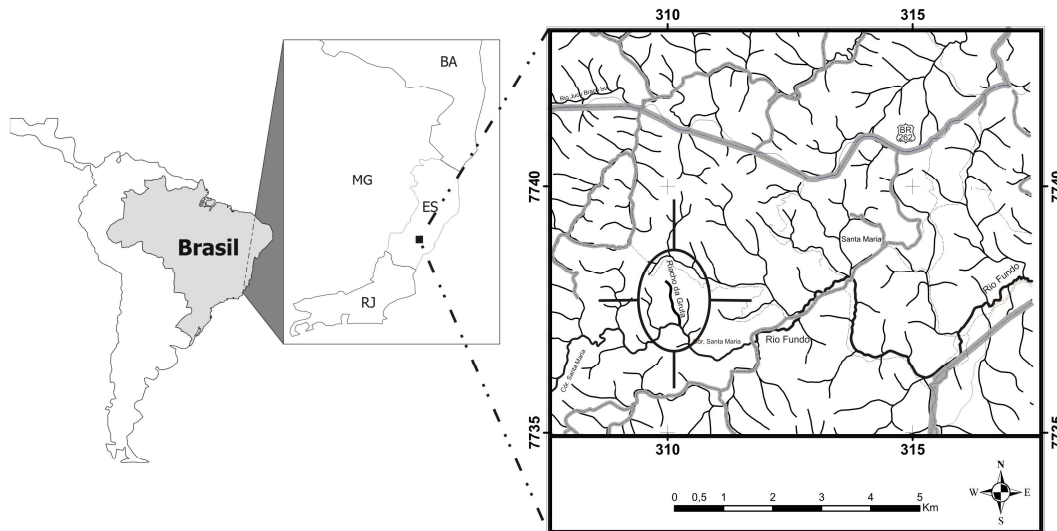 Brasil
BA
MG
ES
RJ
310
315
7740
7740
BR
262
Santa Maria
Rio Fundo
Riacho da Gruta
Cór. Santa Maria
Rio Fundo
Cór. Santa Maria
7735
7735
310
315
0
0,5
1
2
3
4
5
Km
N
W
E
S